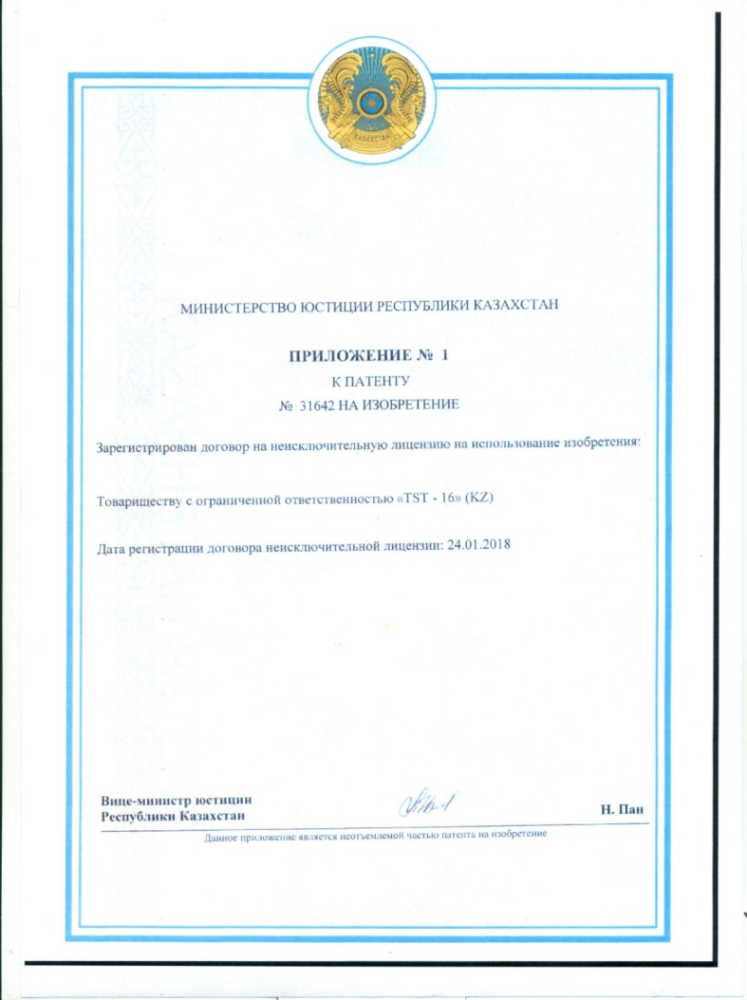 ҚАЗАҚСТАН
МИНИСТЕРСТВО ЮСТИЦИИ РЕСПУБЛИКИ КАЗАХСТАН
ПРИЛОЖЕНИЕ № 1
К ПАТЕНТУ
№ 31642 НА ИЗОБРЕТЕНИЕ
Зарегистрирован договор на неисключительную лицензию на использование изобретения:
Товариществу с ограниченной ответственностью «TST - 16» (KZ)
Дата регистрации договора неисключительной лицензии: 24.01.2018
Вице-министр юстиции
Республики Казахстан
Н. Пан
Данное приложение является неотъемлемой частью патента на изобретение